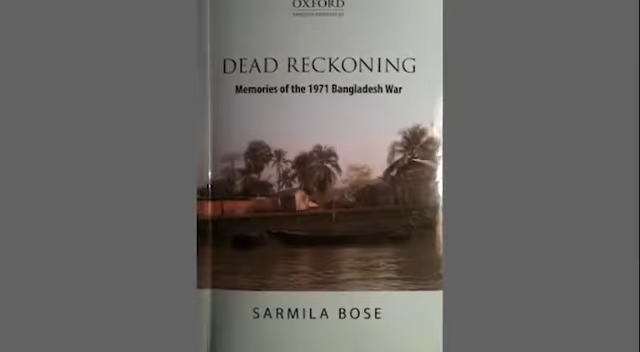 OXFORD
DEAD RECKONING
Memories of the 1971 Bangladesh War
SARMILA BOSE